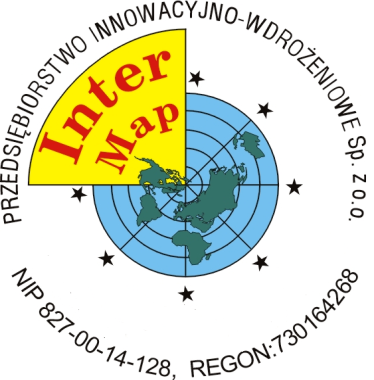 PRZEDSIĘBIORSTWO INNOWACYJNO-WDROŻENIOWE Sp. Z o.o.
Inter
Map
NIP 827-00-14-128, REGON:730164268